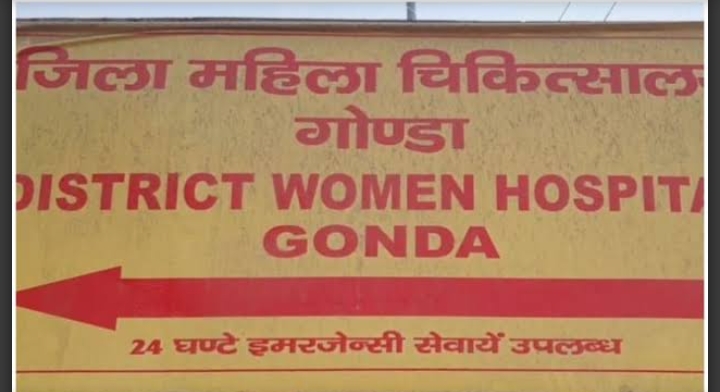 जिला महिला चिकित्साल
गोण्डा
DISTRICT WOMEN HOSPITA
GONDA
24 घण्टे इमरजेन्सी सेवायें उपलब्ध